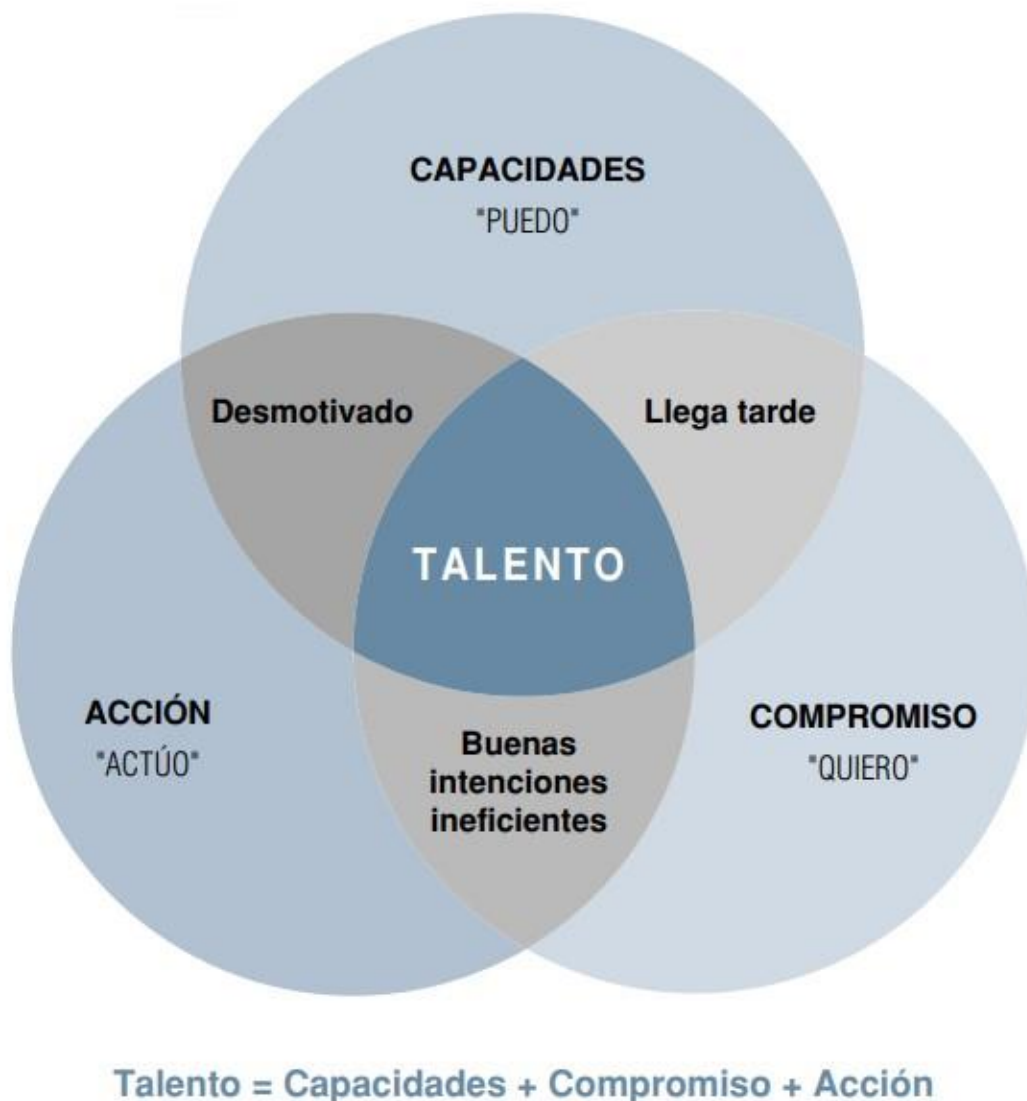 CAPACIDADES
"PUEDO"
Desmotivado
Llega tarde
TALENTO
ACCIÓN
"ACTÚO"
Buenas
intenciones
ineficientes
COMPROMISO
"QUIERO"
Talento = Capacidades + Compromiso + Acción